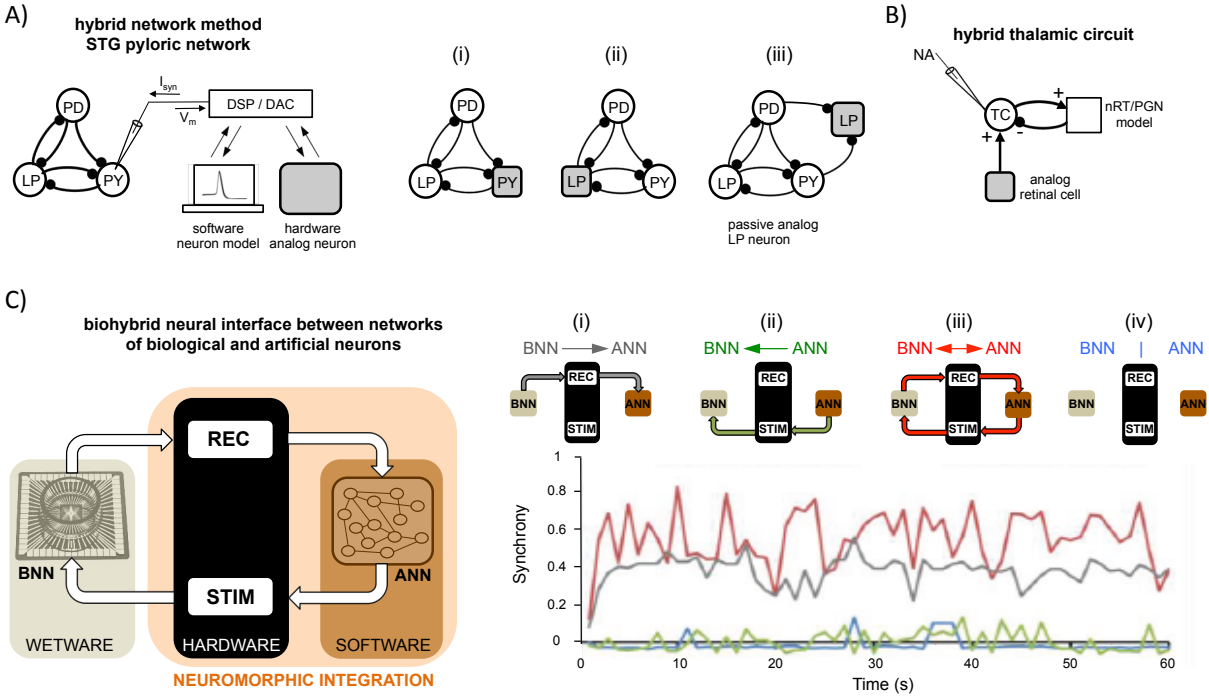 A)
hybrid network method
STG pyloric network
I_syn
V_m
DSP / DAC
PD
LP
PY
software
neuron model
hardware
analog neuron
(i)
PD
LP
PY
(ii)
PD
LP
PY
(iii)
PD
LP
LP
PY
passive analog
LP neuron
B)
hybrid thalamic circuit
NA
TC
+
+
-
nRT/PGN
model
analog
retinal cell
C)
biohybrid neural interface between networks
of biological and artificial neurons
REC
STIM
BNN
ANN
WETWARE
HARDWARE
SOFTWARE
NEUROMORPHIC INTEGRATION
(i)
BNN ANN
REC
BNN
ANN
STIM
(ii)
BNN ANN
REC
BNN
ANN
STIM
(iii)
BNN ANN
REC
BNN
ANN
STIM
(iv)
BNN | ANN
REC
BNN
ANN
STIM
Synchrony
1
0.8
0.6
0.4
0.2
0
0 10 20 30 40 50 60
Time (s)